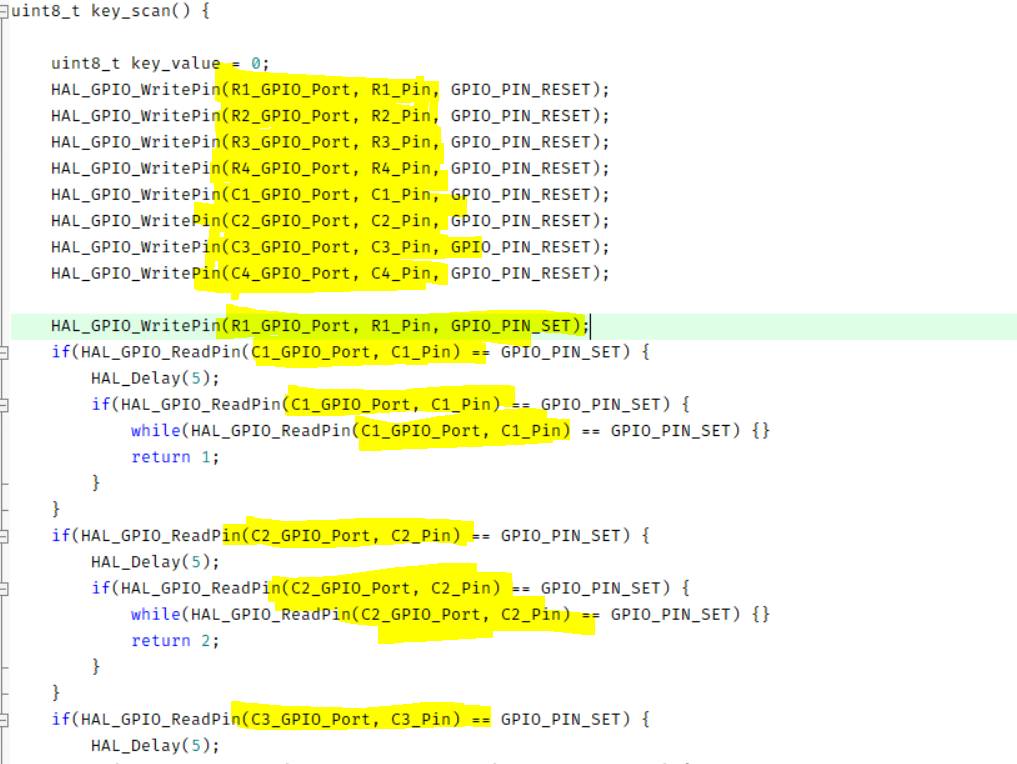 uint8_t key_scan() {
uint8_t key_value = 0;
HAL_GPIO_WritePin(R1_GPIO_Port, R1_Pin, GPIO_PIN_RESET);
HAL_GPIO_WritePin(R2_GPIO_Port, R2_Pin, GPIO_PIN_RESET);
HAL_GPIO_WritePin(R3_GPIO_Port, R3_Pin, GPIO_PIN_RESET);
HAL_GPIO_WritePin(R4_GPIO_Port, R4_Pin, GPIO_PIN_RESET);
HAL_GPIO_WritePin(C1_GPIO_Port, C1_Pin, GPIO_PIN_RESET);
HAL_GPIO_WritePin(C2_GPIO_Port, C2_Pin, GPIO_PIN_RESET);
HAL_GPIO_WritePin(C3_GPIO_Port, C3_Pin, GPIO_PIN_RESET);
HAL_GPIO_WritePin(C4_GPIO_Port, C4_Pin, GPIO_PIN_RESET);
HAL_GPIO_WritePin(R1_GPIO_Port, R1_Pin, GPIO_PIN_SET);
if(HAL_GPIO_ReadPin(C1_GPIO_Port, C1_Pin) == GPIO_PIN_SET) {
HAL_Delay(5);
if(HAL_GPIO_ReadPin(C1_GPIO_Port, C1_Pin) == GPIO_PIN_SET) {
while(HAL_GPIO_ReadPin(C1_GPIO_Port, C1_Pin) == GPIO_PIN_SET) {}
return 1;
}
}
if(HAL_GPIO_ReadPin(C2_GPIO_Port, C2_Pin) == GPIO_PIN_SET) {
HAL_Delay(5);
if(HAL_GPIO_ReadPin(C2_GPIO_Port, C2_Pin) == GPIO_PIN_SET) {
while(HAL_GPIO_ReadPin(C2_GPIO_Port, C2_Pin) == GPIO_PIN_SET) {}
return 2;
}
}
if(HAL_GPIO_ReadPin(C3_GPIO_Port, C3_Pin) == GPIO_PIN_SET) {
HAL_Delay(5);